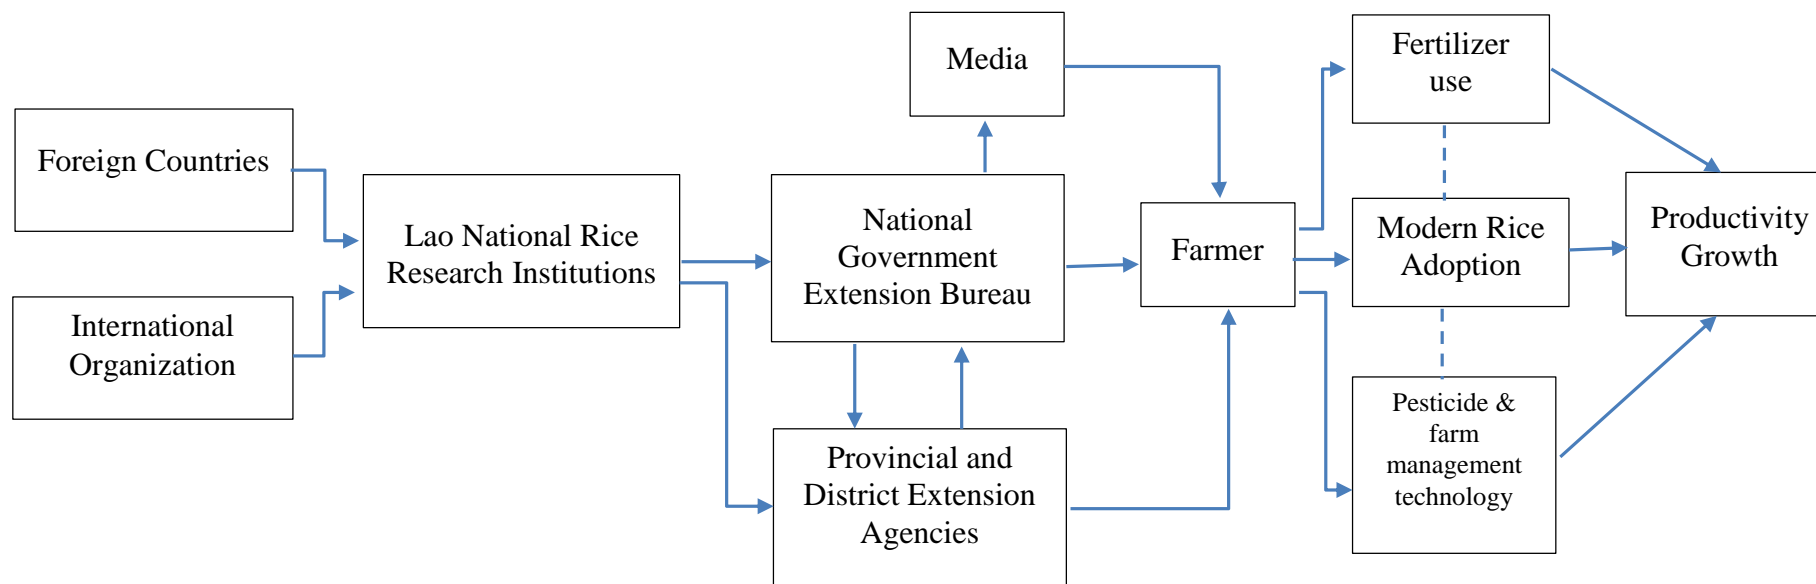 Foreign Countries
International
Organization
Lao National Rice
Research Institutions
Media
National
Government
Extension Bureau
Provincial and
District Extension
Agencies
Farmer
Fertilizer
use
Modern Rice
Adoption
Pesticide &
farm
management
technology
Productivity
Growth